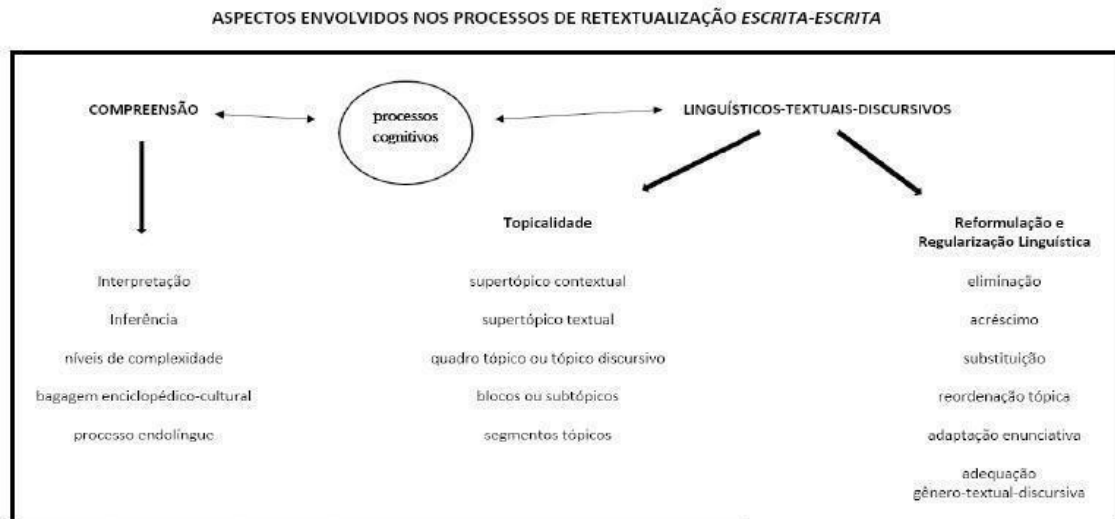 ASPECTOS ENVOLVIDOS NOS PROCESSOS DE RETEXTUALIZAÇÃO ESCRITA-ESCRITA
COMPREENSÃO
processos
cognitivos
LINGUÍSTICOS-TEXTUAIS-DISCURSIVOS
Interpretação
Inferência
níveis de complexidade
bagagem enciclopédico-cultural
processo endolíngue
Topicalidade
supertópico contextual
supertópico textual
quadro tópico ou tópico discursivo
blocos ou subtópicos
segmentos tópicos
Reformulação e
Regularização Linguística
eliminação
acréscimo
substituição
reordenação tópica
adaptação enunciativa
adequação
gênero-textual-discursiva